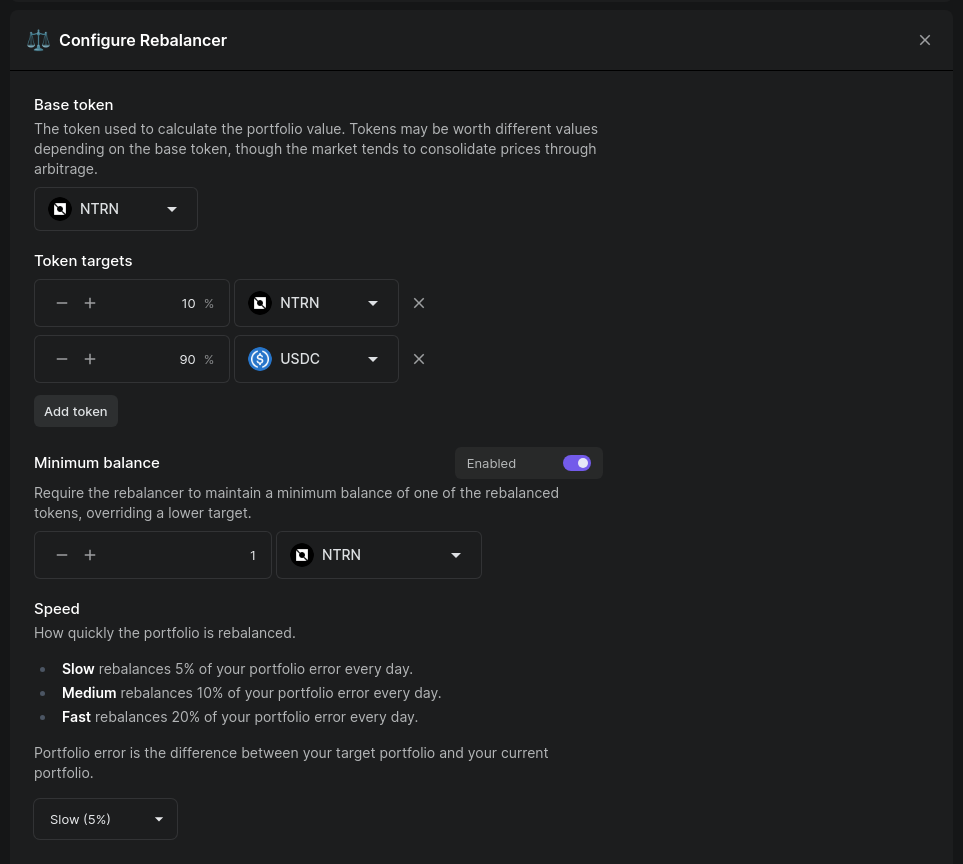 Configure Rebalancer
Base token
The token used to calculate the portfolio value. Tokens may be worth different values
depending on the base token, though the market tends to consolidate prices through
arbitrage.
NTRN
Token targets
10 % NTRN
90 % USDC
Add token
Minimum balance Enabled
Require the rebalancer to maintain a minimum balance of one of the rebalanced
tokens, overriding a lower target.
1 NTRN
Speed
How quickly the portfolio is rebalanced.
Slow rebalances 5% of your portfolio error every day.
Medium rebalances 10% of your portfolio error every day.
Fast rebalances 20% of your portfolio error every day.
Portfolio error is the difference between your target portfolio and your current
portfolio.
Slow (5%)